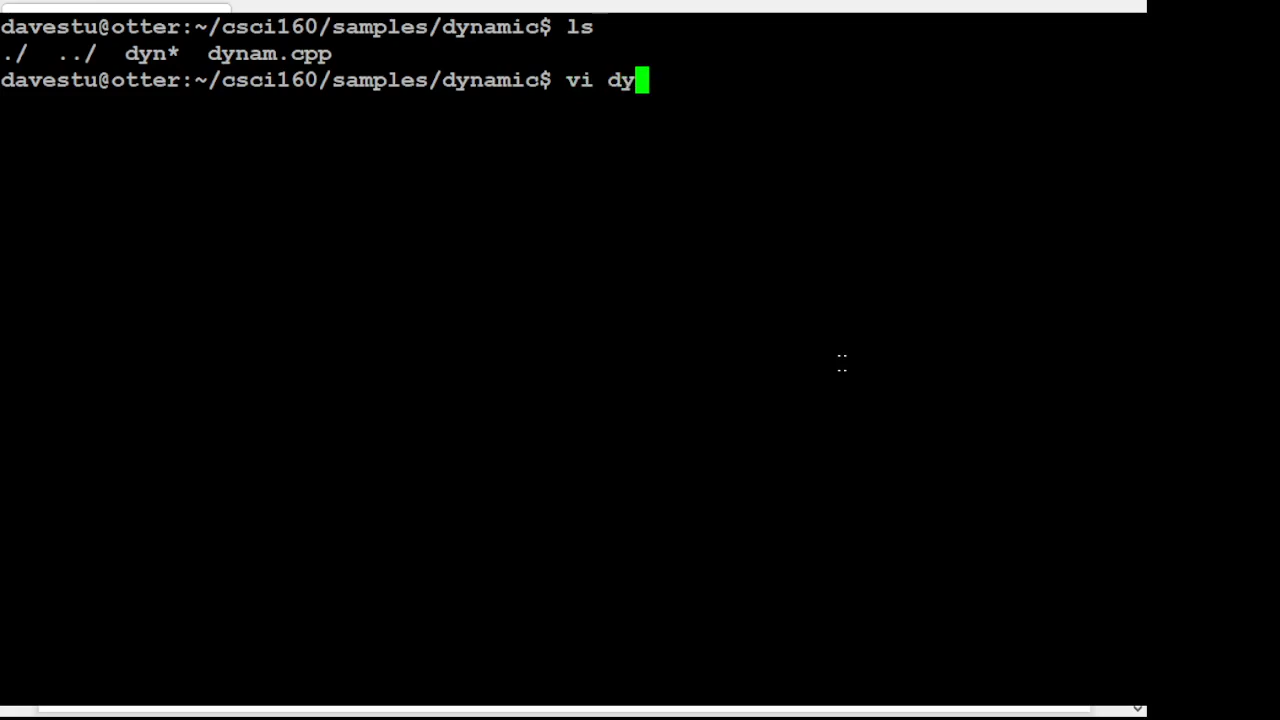 davestu@otter:~/csci160/samples/dynamic$ ls
./  ../  dyn*  dynam.cpp
davestu@otter:~/csci160/samples/dynamic$ vi dy